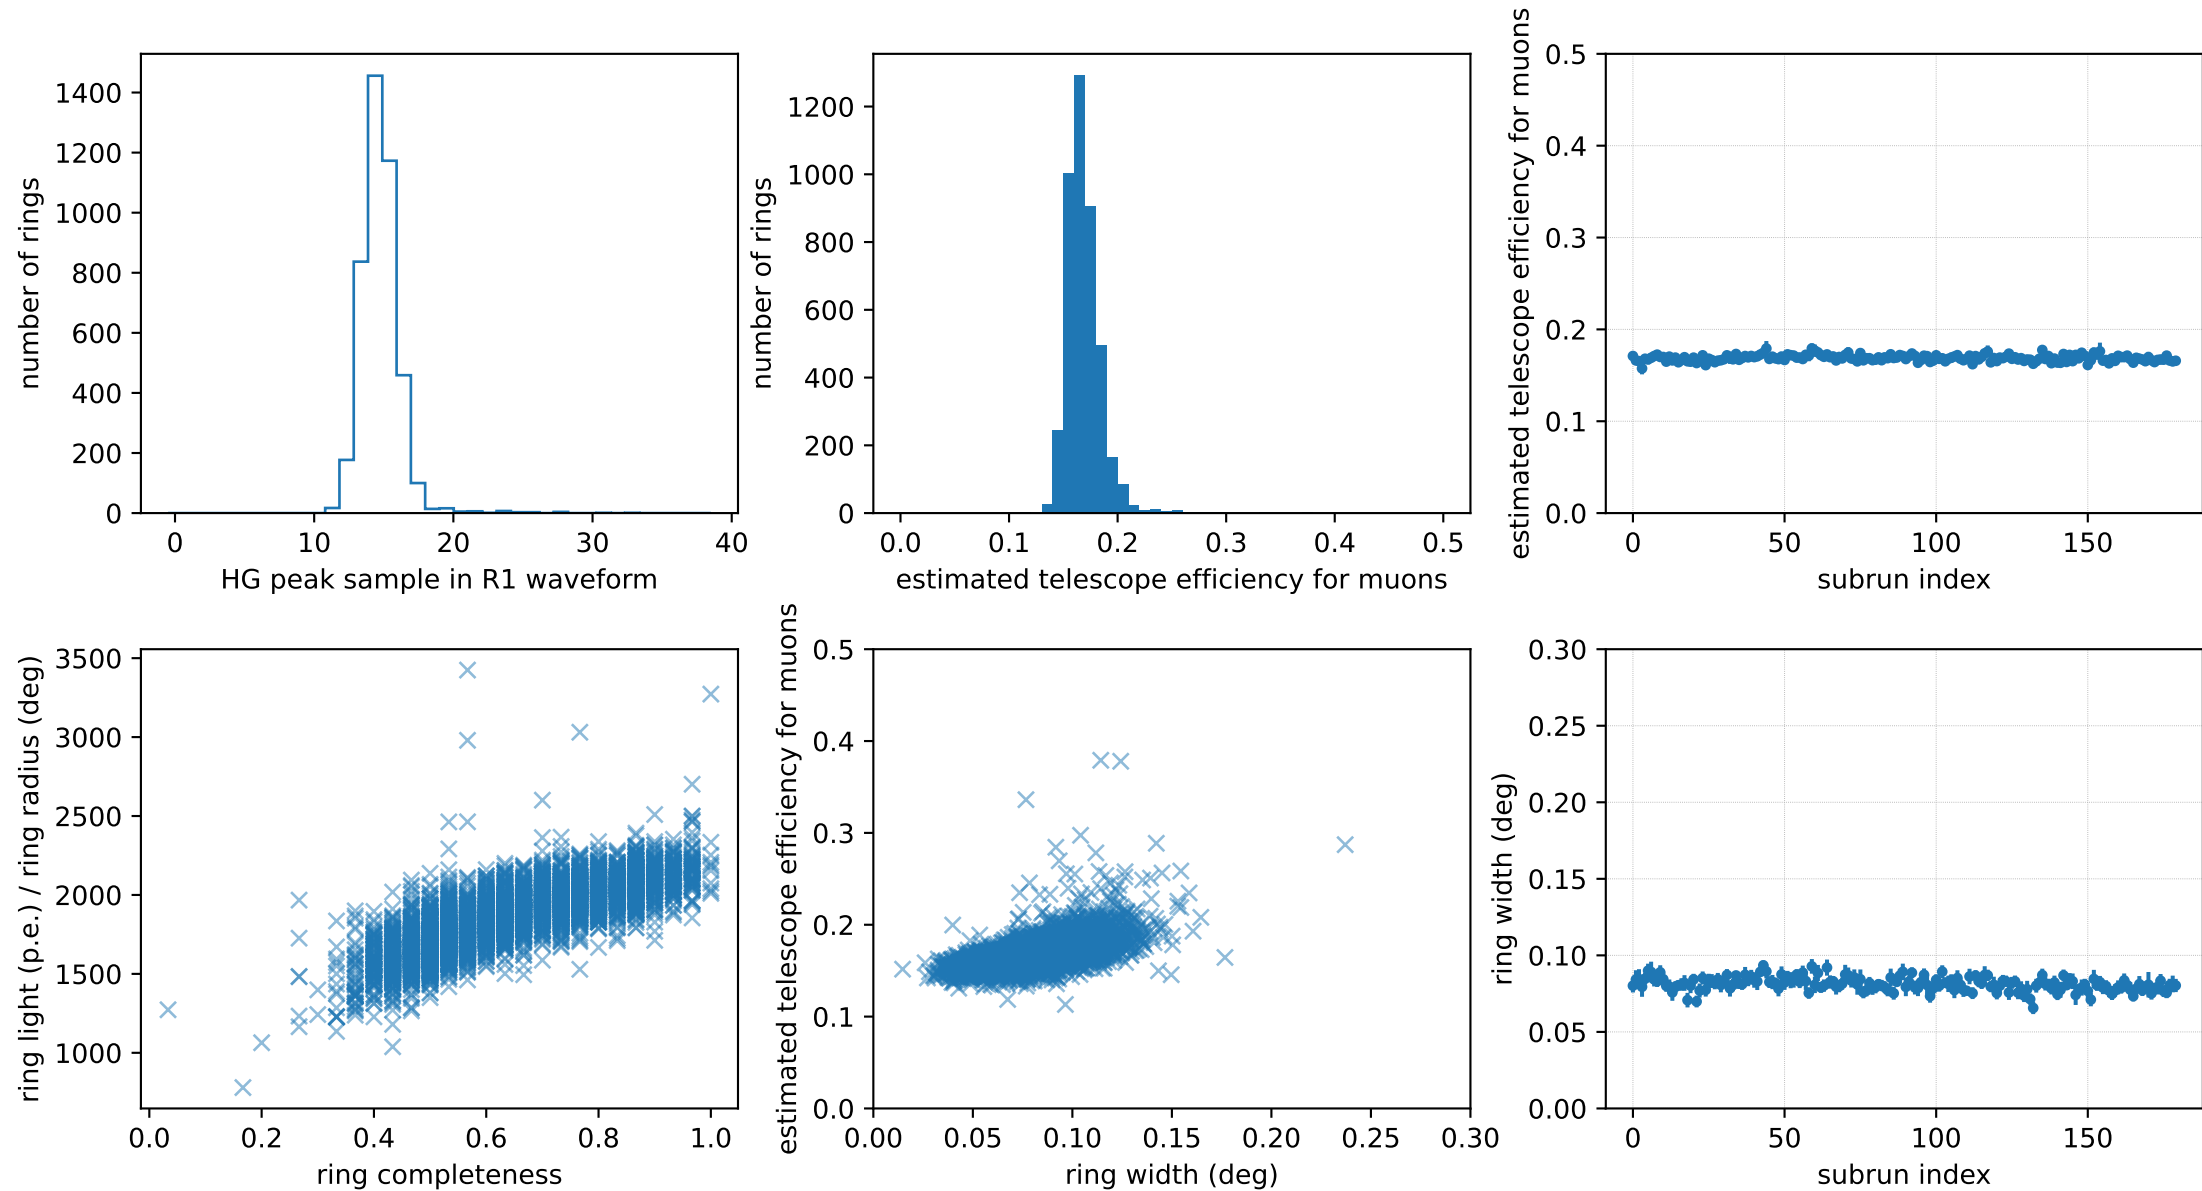 number of rings
1400
1200
1000
800
600
400
200
0
0 10 20 30 40
HG peak sample in R1 waveform
number of rings
1200
1000
800
600
400
200
0
0.0 0.1 0.2 0.3 0.4 0.5
estimated telescope efficiency for muons
estimated telescope efficiency for muons
0.5
0.4
0.3
0.2
0.1
0.0
0 50 100 150
subrun index
ring light (p.e.) / ring radius (deg)
3500
3000
2500
2000
1500
1000
0.0 0.2 0.4 0.6 0.8 1.0
ring completeness
estimated telescope efficiency for muons
0.5
0.4
0.3
0.2
0.1
0.0
0.00 0.05 0.10 0.15 0.20 0.25 0.30
ring width (deg)
ring width (deg)
0.30
0.25
0.20
0.15
0.10
0.05
0.00
0 50 100 150
subrun index